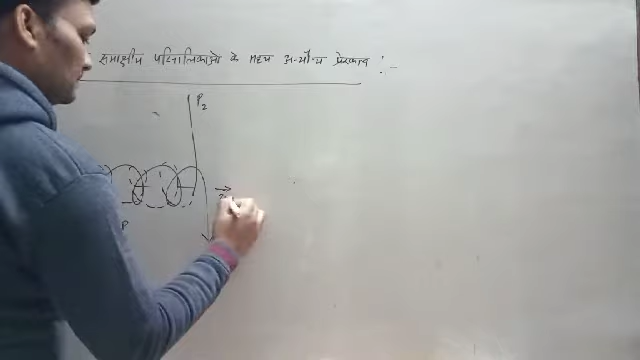 समाक्षीय परिनालिकाओ के मध्य अन्योन्य प्रेरकत्व :-
P₂